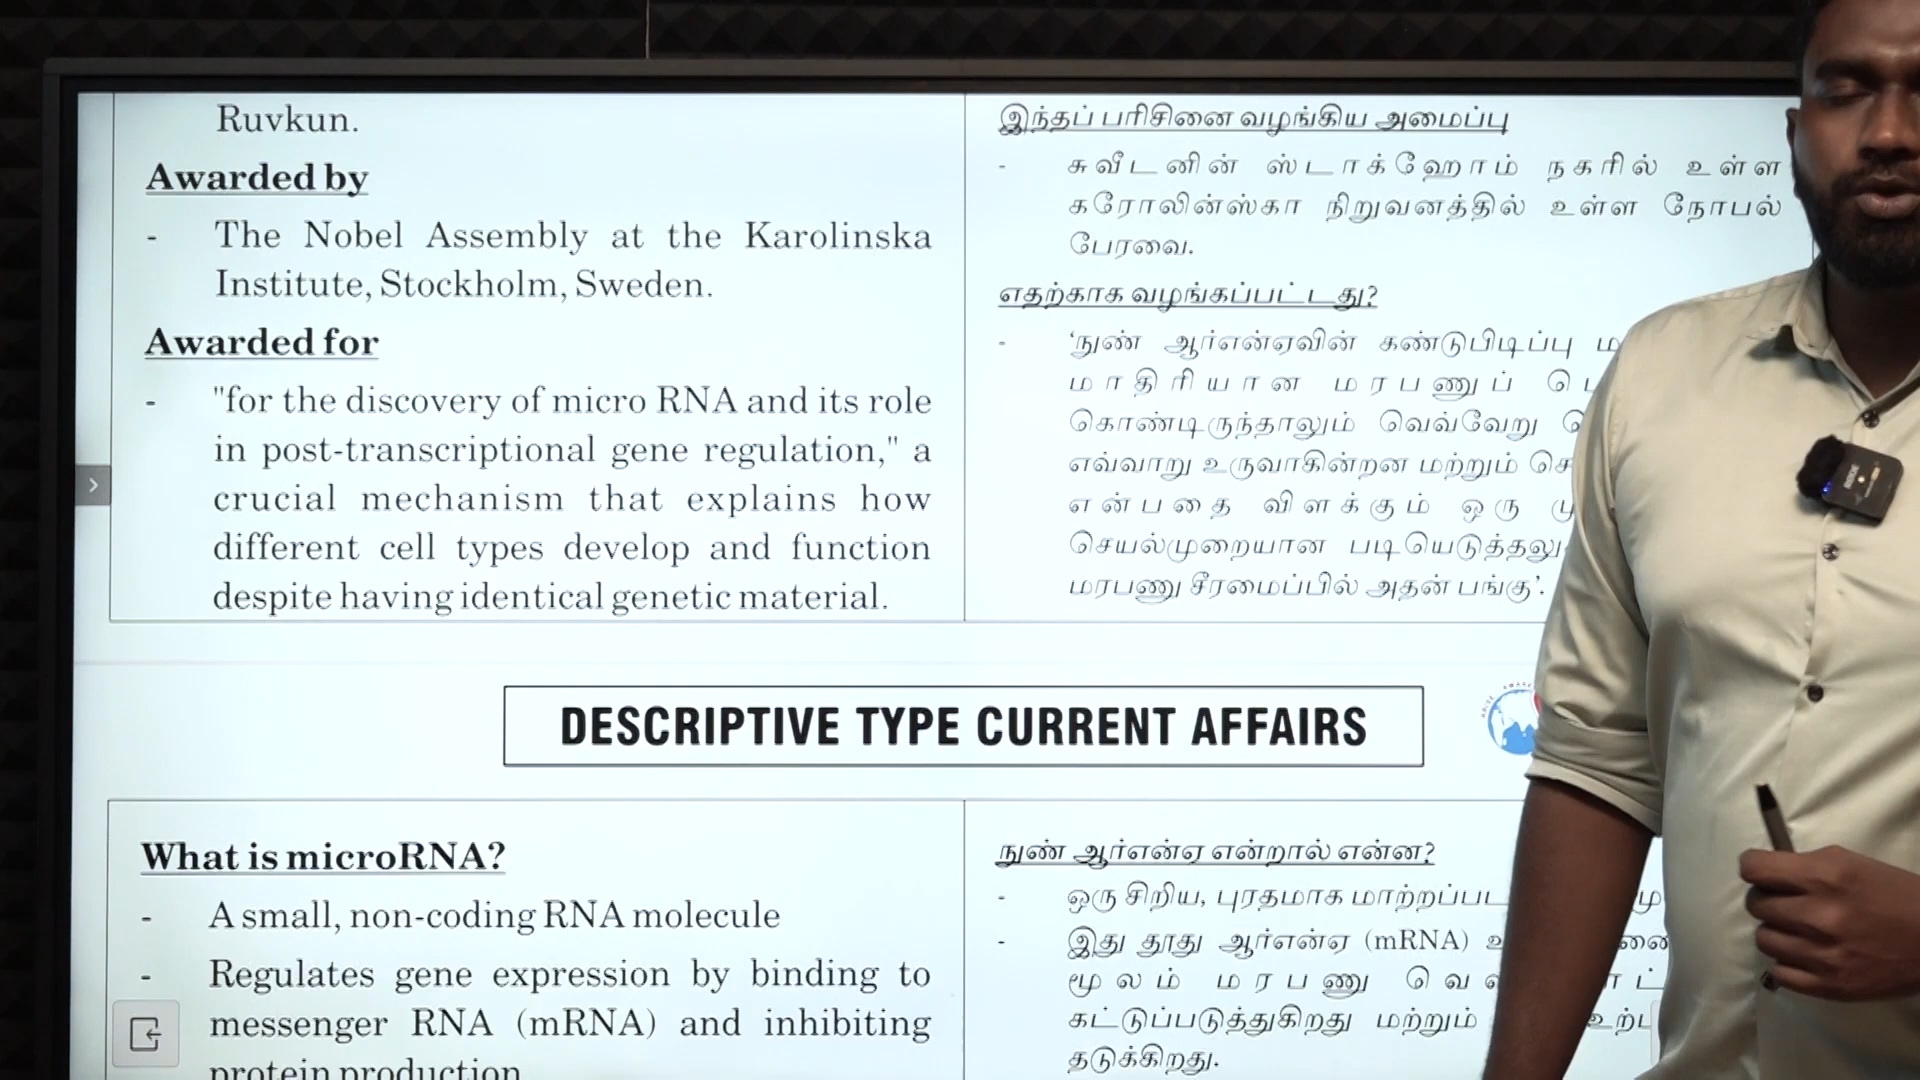 Ruvkun.
Awarded by
- The Nobel Assembly at the Karolinska
Institute, Stockholm, Sweden.
Awarded for
- "for the discovery of micro RNA and its role
in post-transcriptional gene regulation," a
crucial mechanism that explains how
different cell types develop and function
despite having identical genetic material.
இந்தப் பரிசினை வழங்கிய அமைப்பு
- சுவீடனின் ஸ்டாக்ஹோம் நகரில் உள்ள
கரோலின்ஸ்கா நிறுவனத்தில் உள்ள நோபல்
பேரவை.
எதற்காக வழங்கப்பட்டது?
- ‘நுண் ஆர்என்ஏவின் கண்டுபிடிப்பு
மாதிரியான மரபணுப்
கொண்டிருந்தாலும் வெவ்வேறு
எவ்வாறு உருவாகின்றன மற்றும்
என்பதை விளக்கும் ஒரு
செயல்முறையான
மரபணு சீரமைப்பில் அதன் பங்கு’.
DESCRIPTIVE TYPE CURRENT AFFAIRS
What is microRNA?
- A small, non-coding RNA molecule
- Regulates gene expression by binding to
messenger RNA (mRNA) and inhibiting
protein production
நுண் ஆர்என்ஏ என்றால் என்ன?
- ஒரு சிறிய, புரதமாக
- இது தூது ஆர்என்ஏ (mRNA)
மூலம் மரபணு
கட்டுப்படுத்துகிறது மற்றும்
தடுக்கிறது.